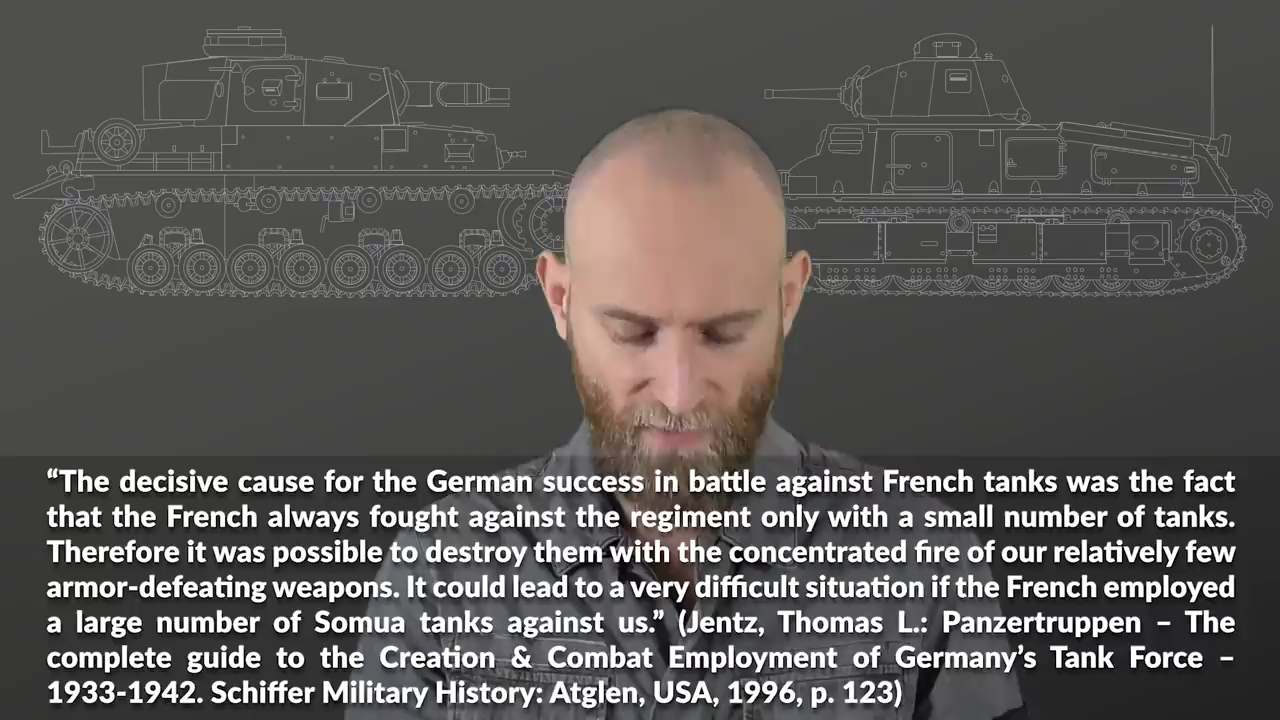 “The decisive cause for the German success in battle against French tanks was the fact
that the French always fought against the regiment only with a small number of tanks.
Therefore it was possible to destroy them with the concentrated fire of our relatively few
armor-defeating weapons. It could lead to a very difficult situation if the French employed
a large number of Somua tanks against us.” (Jentz, Thomas L.: Panzertruppen – The
complete guide to the Creation & Combat Employment of Germany’s Tank Force –
1933-1942. Schiffer Military History: Atglen, USA, 1996, p. 123)